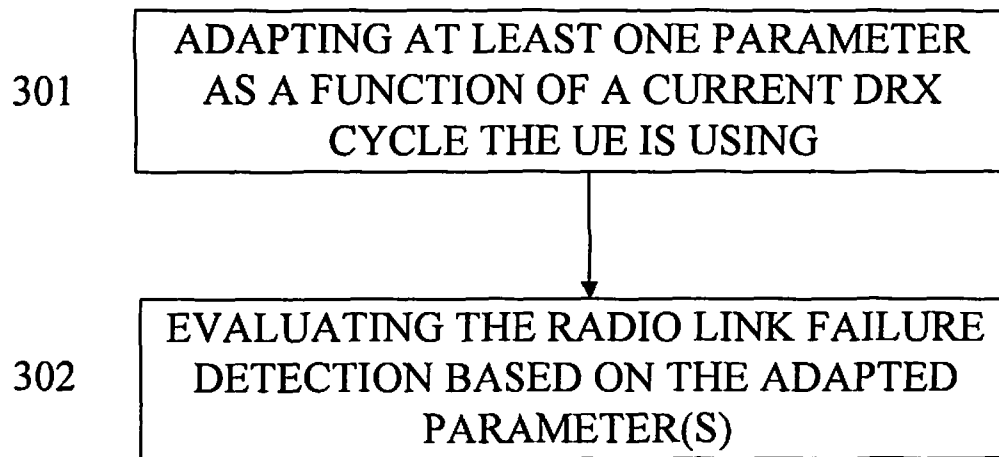 301
ADAPTING AT LEAST ONE PARAMETER
AS A FUNCTION OF A CURRENT DRX
CYCLE THE UE IS USING
302
EVALUATING THE RADIO LINK FAILURE
DETECTION BASED ON THE ADAPTED
PARAMETER(S)